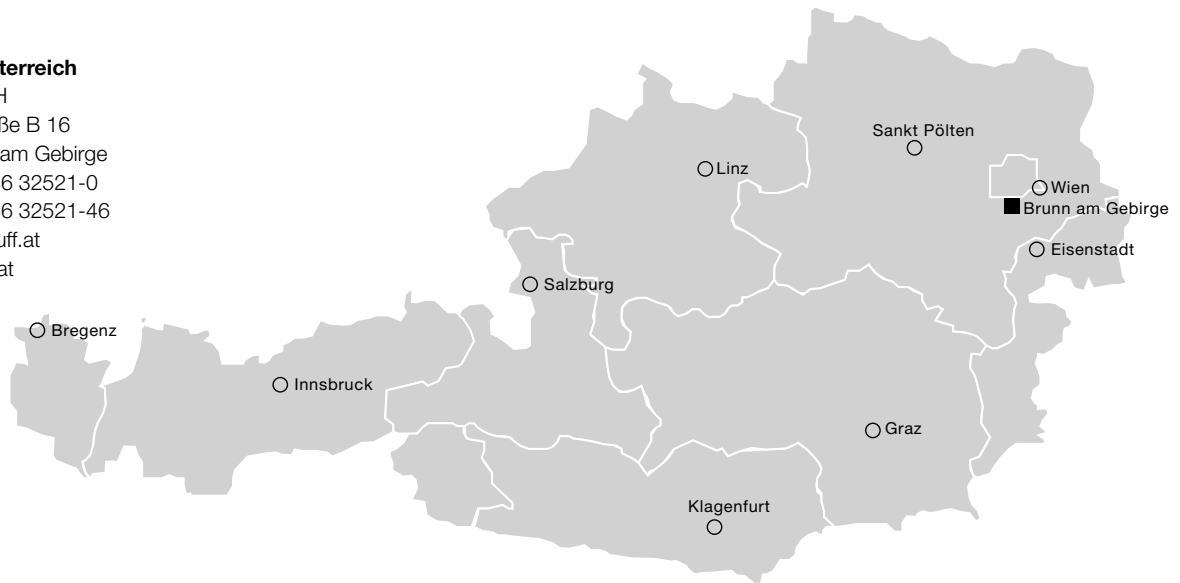 terreich
H
ße B 16
am Gebirge
6 32521-0
6 32521-46
uff.at
at
Sankt Pölten
Linz
Wien
Brunn am Gebirge
Eisenstadt
Salzburg
Bregenz
Innsbruck
Graz
Klagenfurt